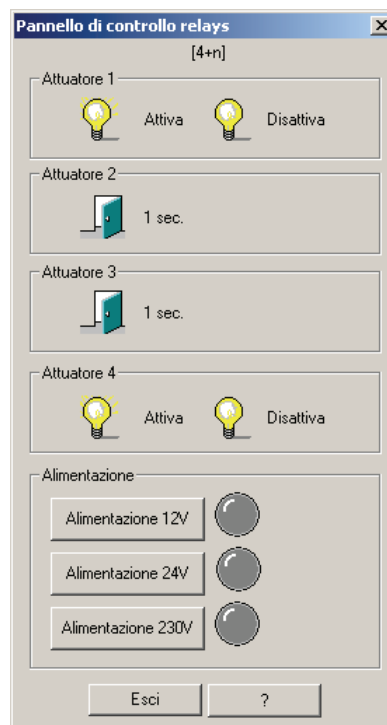 Pannello di controllo relays
[4+n]
Attuatore 1
Attiva Disattiva
Attuatore 2
1 sec.
Attuatore 3
1 sec.
Attuatore 4
Attiva Disattiva
Alimentazione
Alimentazione 12V
Alimentazione 24V
Alimentazione 230V
Esci ?